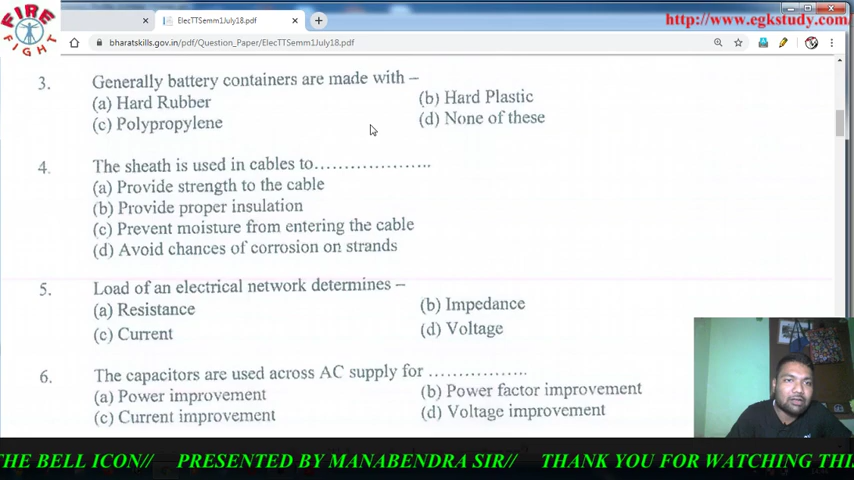 FIRE
FIGHT
ElecTTSemm1July18.pdf
http://www.egkstudy.com
bharatskills.gov.in/pdf/Question_Paper/ElecTTSemm1July18.pdf
3. Generally battery containers are made with –
(a) Hard Rubber (b) Hard Plastic
(c) Polypropylene (d) None of these
4. The sheath is used in cables to………………..
(a) Provide strength to the cable
(b) Provide proper insulation
(c) Prevent moisture from entering the cable
(d) Avoid chances of corrosion on strands
5. Load of an electrical network determines –
(a) Resistance (b) Impedance
(c) Current (d) Voltage
6. The capacitors are used across AC supply for ……………..
(a) Power improvement (b) Power factor improvement
(c) Current improvement (d) Voltage improvement
THE BELL ICON// PRESENTED BY MANABENDRA SIR// THANK YOU FOR WATCHING THIS